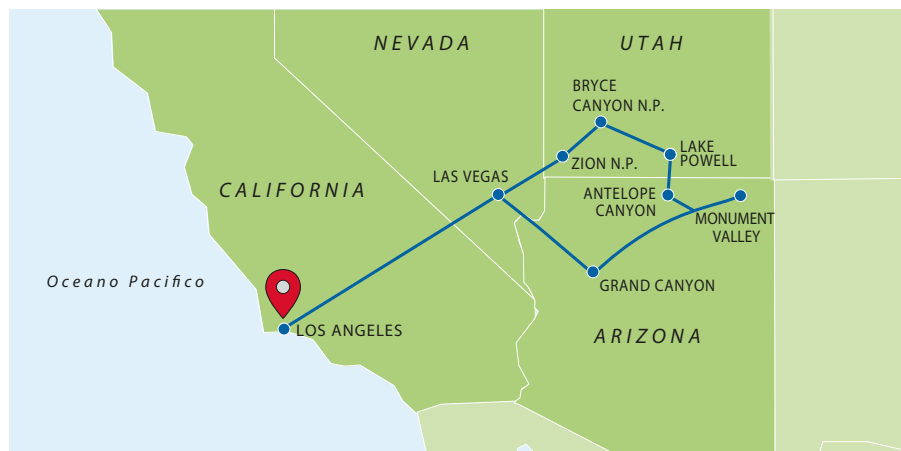 NEVADA
UTAH
BRYCE
CANYON N.P.
LAKE
POWELL
ZION N.P.
LAS VEGAS
CALIFORNIA
ANTELOPE
CANYON
MONUMENT
VALLEY
Oceano Pacifico
GRAND CANYON
LOS ANGELES
ARIZONA